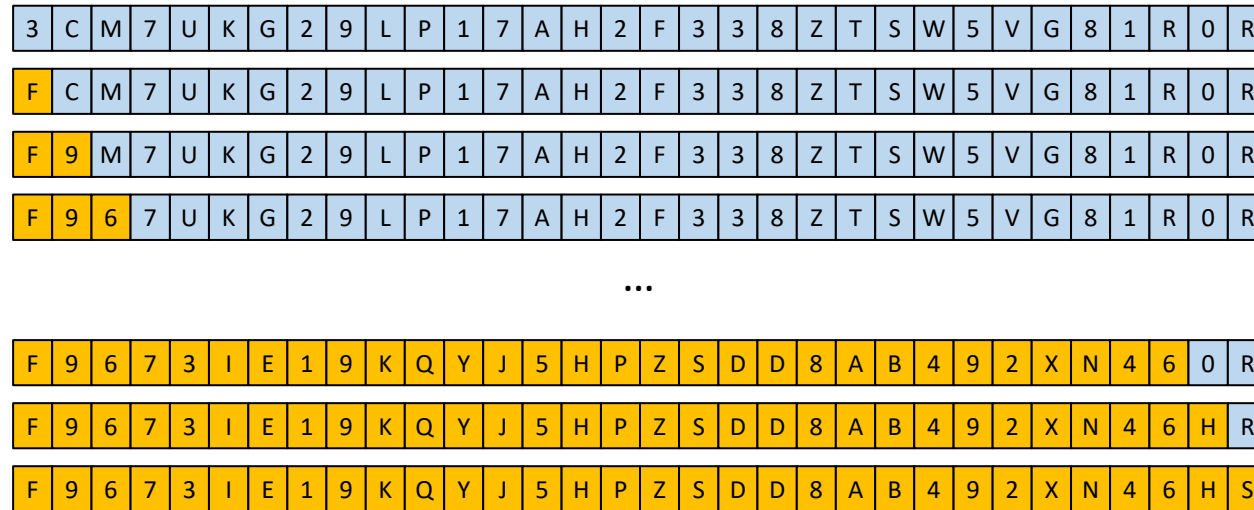 3 C M 7 U K G 2 9 L P 1 7 A H 2 F 3 3 8 Z T S W 5 V G 8 1 R 0 R
F C M 7 U K G 2 9 L P 1 7 A H 2 F 3 3 8 Z T S W 5 V G 8 1 R 0 R
F 9 M 7 U K G 2 9 L P 1 7 A H 2 F 3 3 8 Z T S W 5 V G 8 1 R 0 R
F 9 6 7 U K G 2 9 L P 1 7 A H 2 F 3 3 8 Z T S W 5 V G 8 1 R 0 R
...
F 9 6 7 3 I E 1 9 K Q Y J 5 H P Z S D D 8 A B 4 9 2 X N 4 6 0 R
F 9 6 7 3 I E 1 9 K Q Y J 5 H P Z S D D 8 A B 4 9 2 X N 4 6 H R
F 9 6 7 3 I E 1 9 K Q Y J 5 H P Z S D D 8 A B 4 9 2 X N 4 6 H S